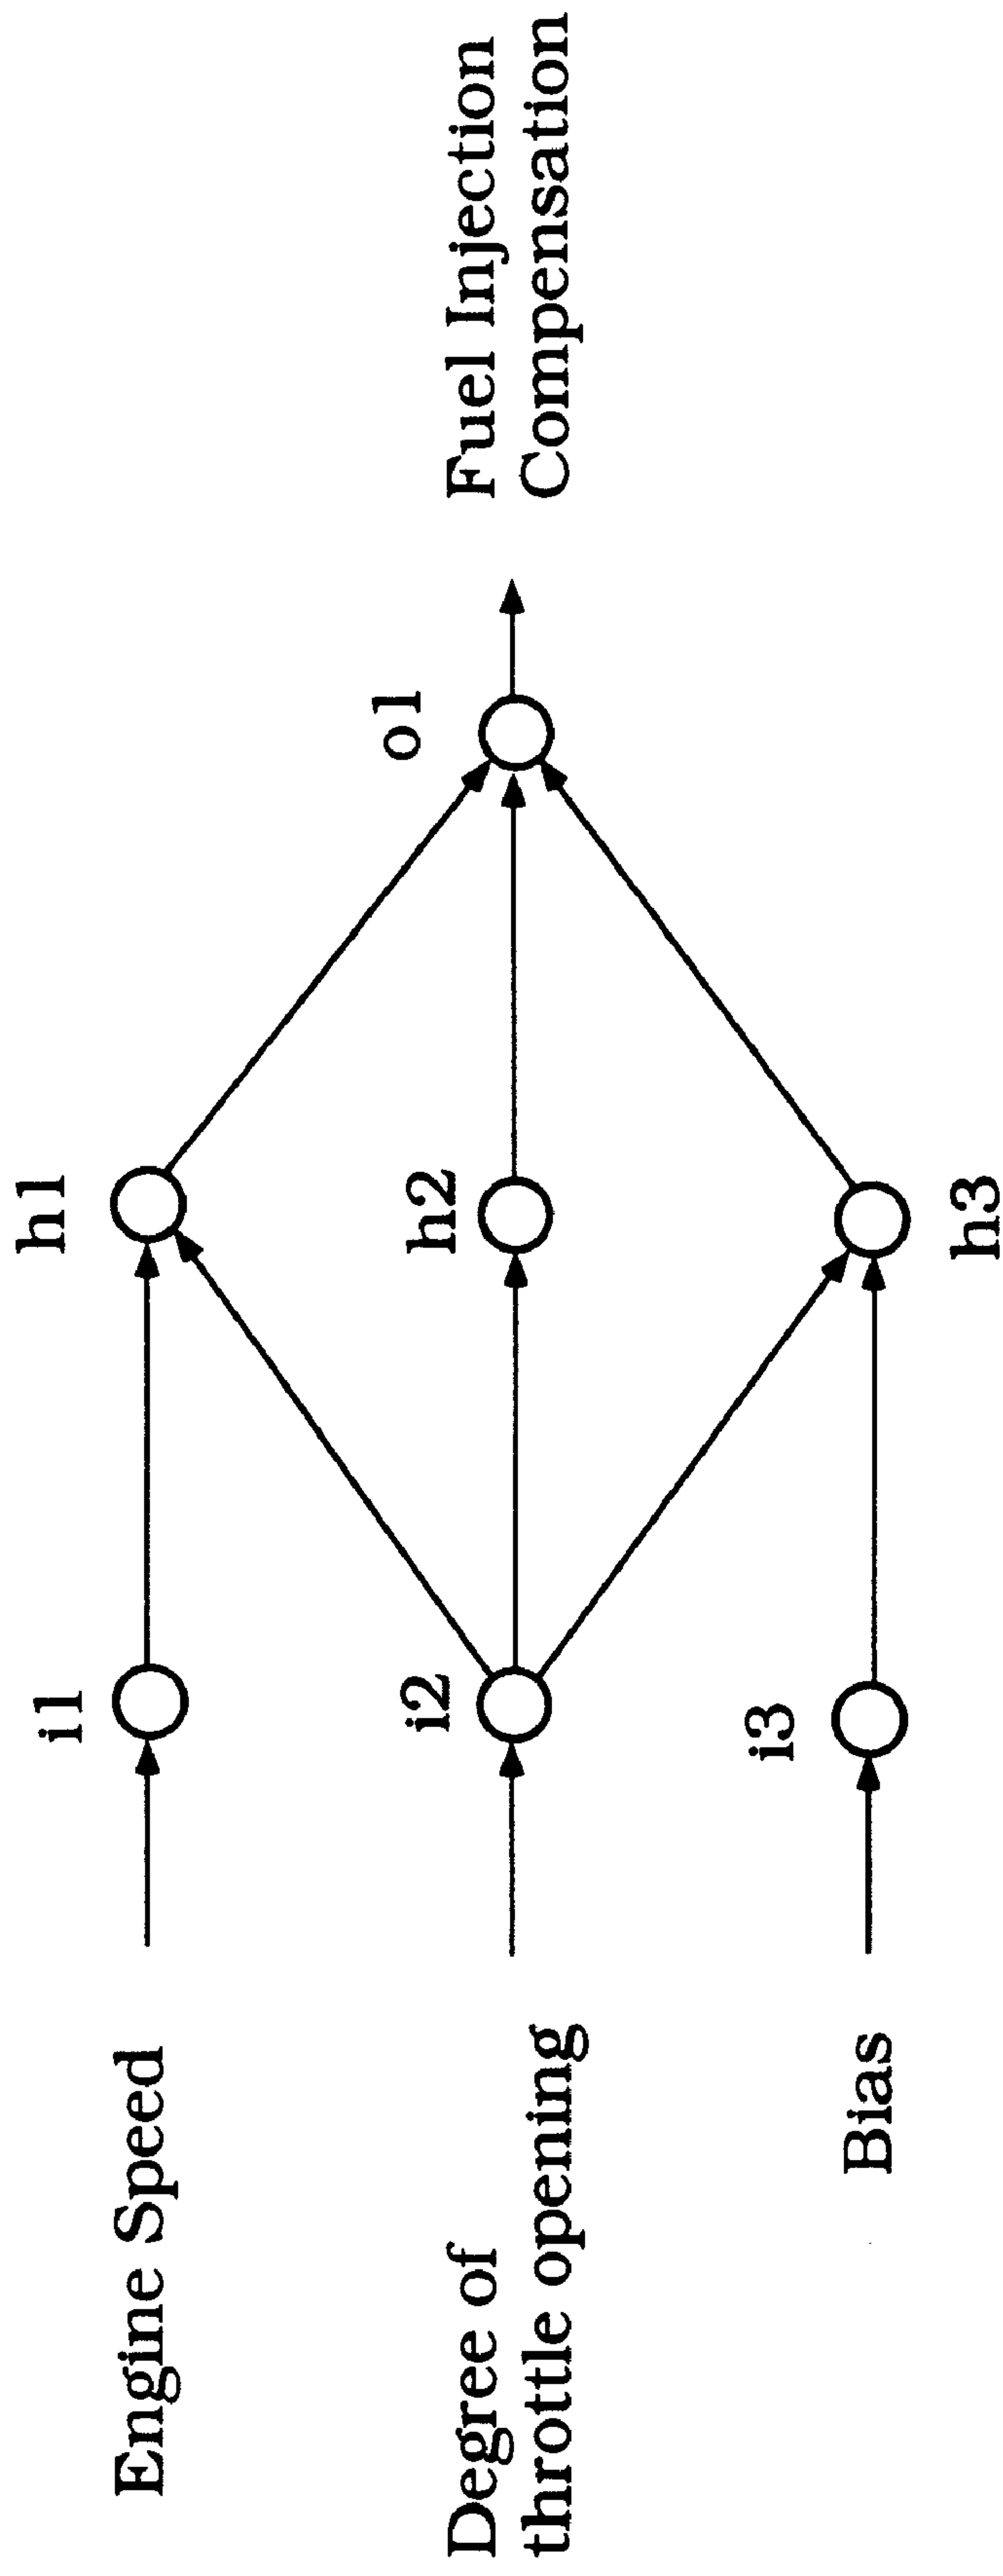 Engine Speed
i1
h1
Degree of
throttle opening
i2
h2
o1
Fuel Injection
Compensation
Bias
i3
h3